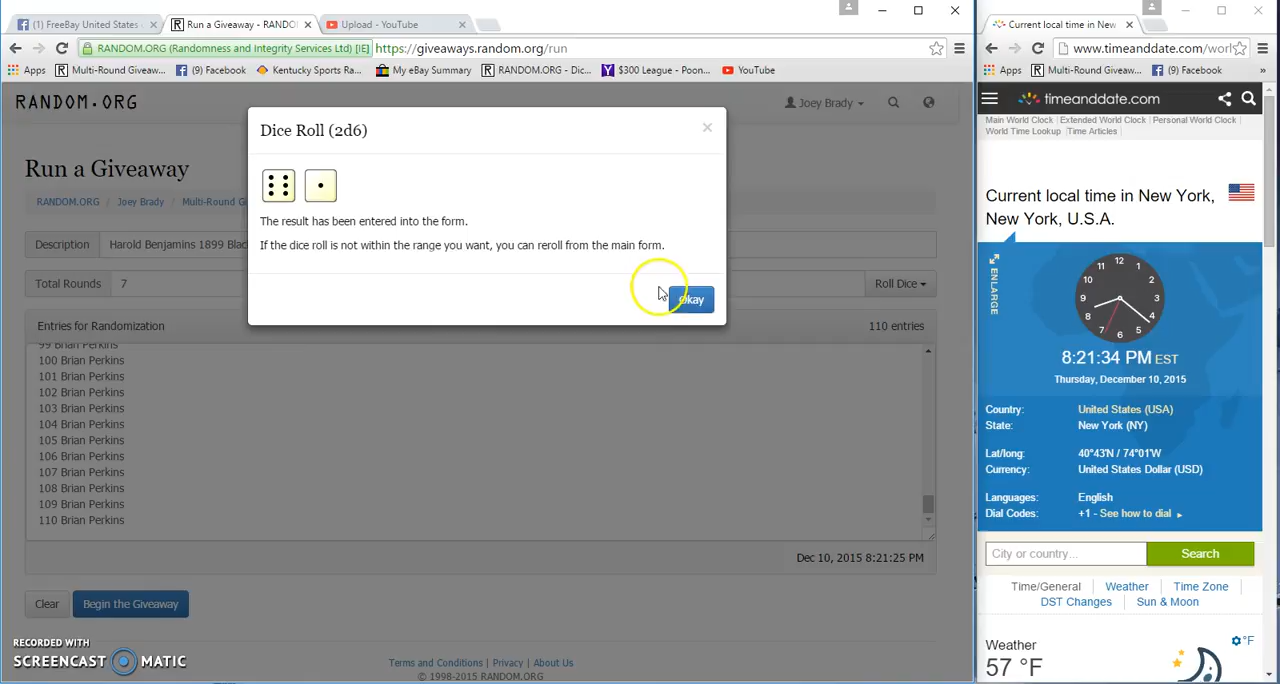 (1) FreeBay United States
Run a Giveaway - RANDO
Upload - YouTube
RANDOM.ORG (Randomness and Integrity Services Ltd) [IE]
https://giveaways.random.org/run
Apps
Multi-Round Giveaw...
(9) Facebook
Kentucky Sports Ra...
My eBay Summary
RANDOM.ORG - Dic...
$300 League - Poon...
YouTube
RANDOM.ORG
Joey Brady
Dice Roll (2d6)
×
The result has been entered into the form.
If the dice roll is not within the range you want, you can reroll from the main form.
Okay
Run a Giveaway
RANDOM.ORG
Joey Brady
Multi-Round G
Description
Harold Benjamins 1899 Blac
Total Rounds
7
Roll Dice
Entries for Randomization
110 entries
99 Brian Perkins
100 Brian Perkins
101 Brian Perkins
102 Brian Perkins
103 Brian Perkins
104 Brian Perkins
105 Brian Perkins
106 Brian Perkins
107 Brian Perkins
108 Brian Perkins
109 Brian Perkins
110 Brian Perkins
Dec 10, 2015 8:21:25 PM
Clear
Begin the Giveaway
RECORDED WITH
SCREENCAST MATIC
Terms and Conditions | Privacy | About Us
© 1998-2015 RANDOM.ORG
Current local time in New
www.timeanddate.com/worl
Apps
Multi-Round Giveaw...
(9) Facebook
»
timeanddate.com
Main World Clock
Extended World Clock
Personal World Clock
World Time Lookup
Time Articles
Current local time in New York,
New York, U.S.A.
ENLARGE
12
1
2
3
4
5
6
7
8
9
10
11
8:21:34 PM EST
Thursday, December 10, 2015
Country: United States (USA)
State: New York (NY)
Lat/long: 40°43'N / 74°01'W
Currency: United States Dollar (USD)
Languages: English
Dial Codes: +1 - See how to dial
City or country...
Search
Time/General
Weather
Time Zone
DST Changes
Sun & Moon
Weather
°F
57 °F